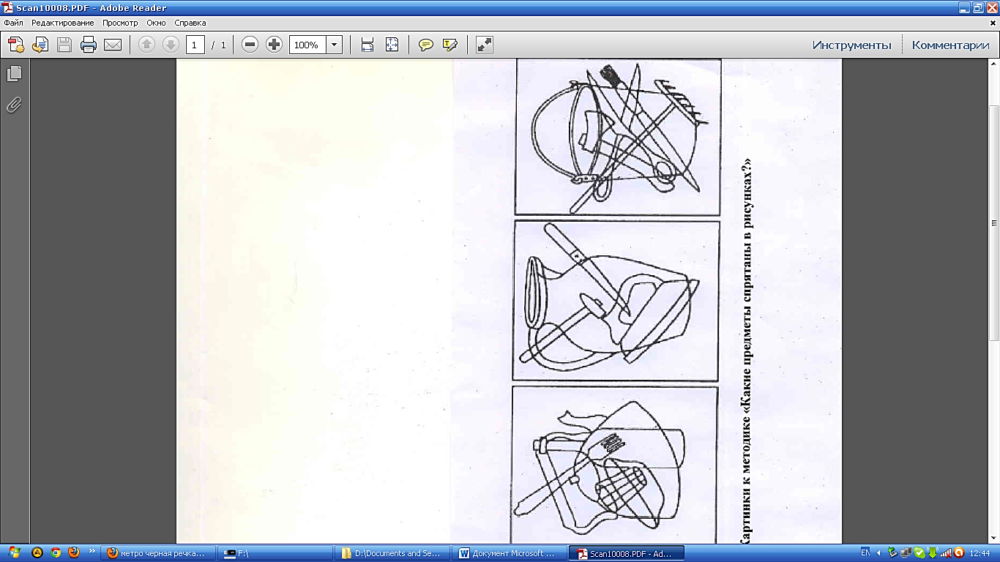 Scan10008.PDF - Adobe Reader
Файл Редактирование Просмотр Окно Справка
1 / 1 100% Инструменты Комментарии
Картинки к методике «Какие предметы спрятаны в рисунках?»
метро черная речка... F:\ D:\Documents and Se... Документ Microsoft ... Scan10008.PDF - Ad... EN 12:44